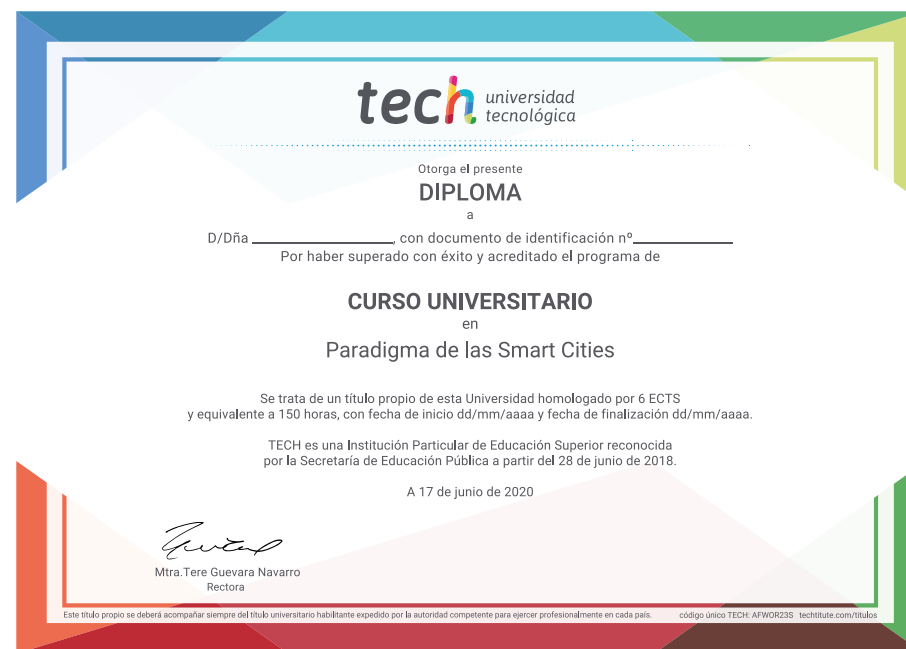 tech universidad
tecnológica
Otorga el presente
DIPLOMA
a
D/Dña ____________________, con documento de identificación nº______________
Por haber superado con éxito y acreditado el programa de
CURSO UNIVERSITARIO
en
Paradigma de las Smart Cities
Se trata de un título propio de esta Universidad homologado por 6 ECTS
y equivalente a 150 horas, con fecha de inicio dd/mm/aaaa y fecha de finalización dd/mm/aaaa.
TECH es una Institución Particular de Educación Superior reconocida
por la Secretaría de Educación Pública a partir del 28 de junio de 2018.
A 17 de junio de 2020
Mtra.Tere Guevara Navarro
Rectora
Este título propio se deberá acompañar siempre del título universitario habilitante expedido por la autoridad competente para ejercer profesionalmente en cada país. código único TECH: AFWOR23S techtitute.com/titulos